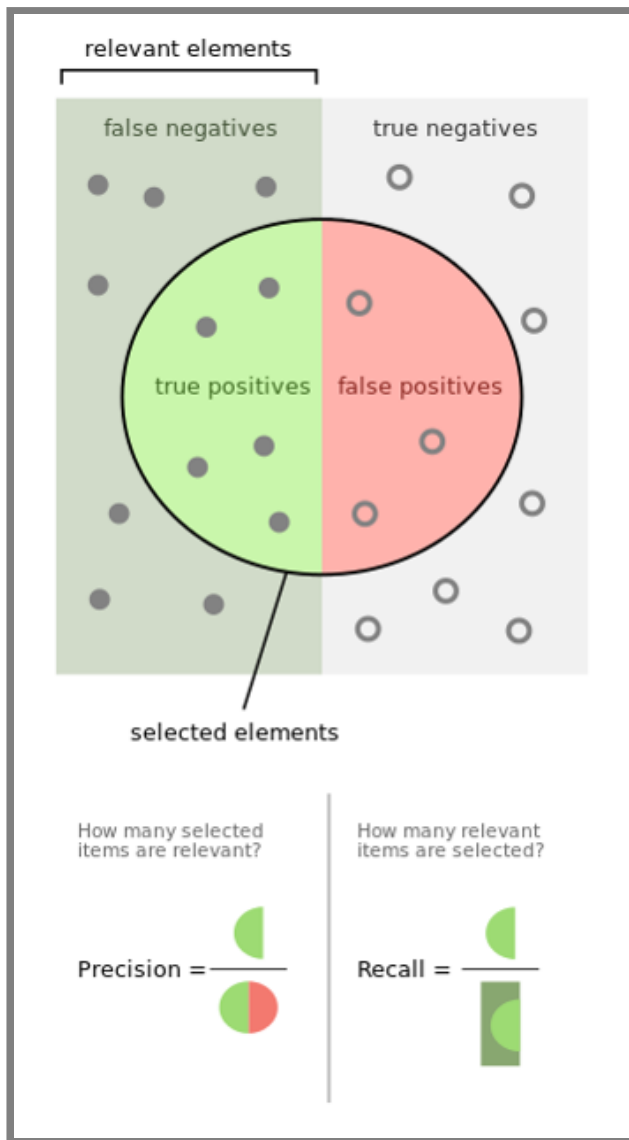 relevant elements
false negatives
true negatives
true positives
false positives
selected elements
How many selected
items are relevant?
How many relevant
items are selected?
Precision =
Recall =